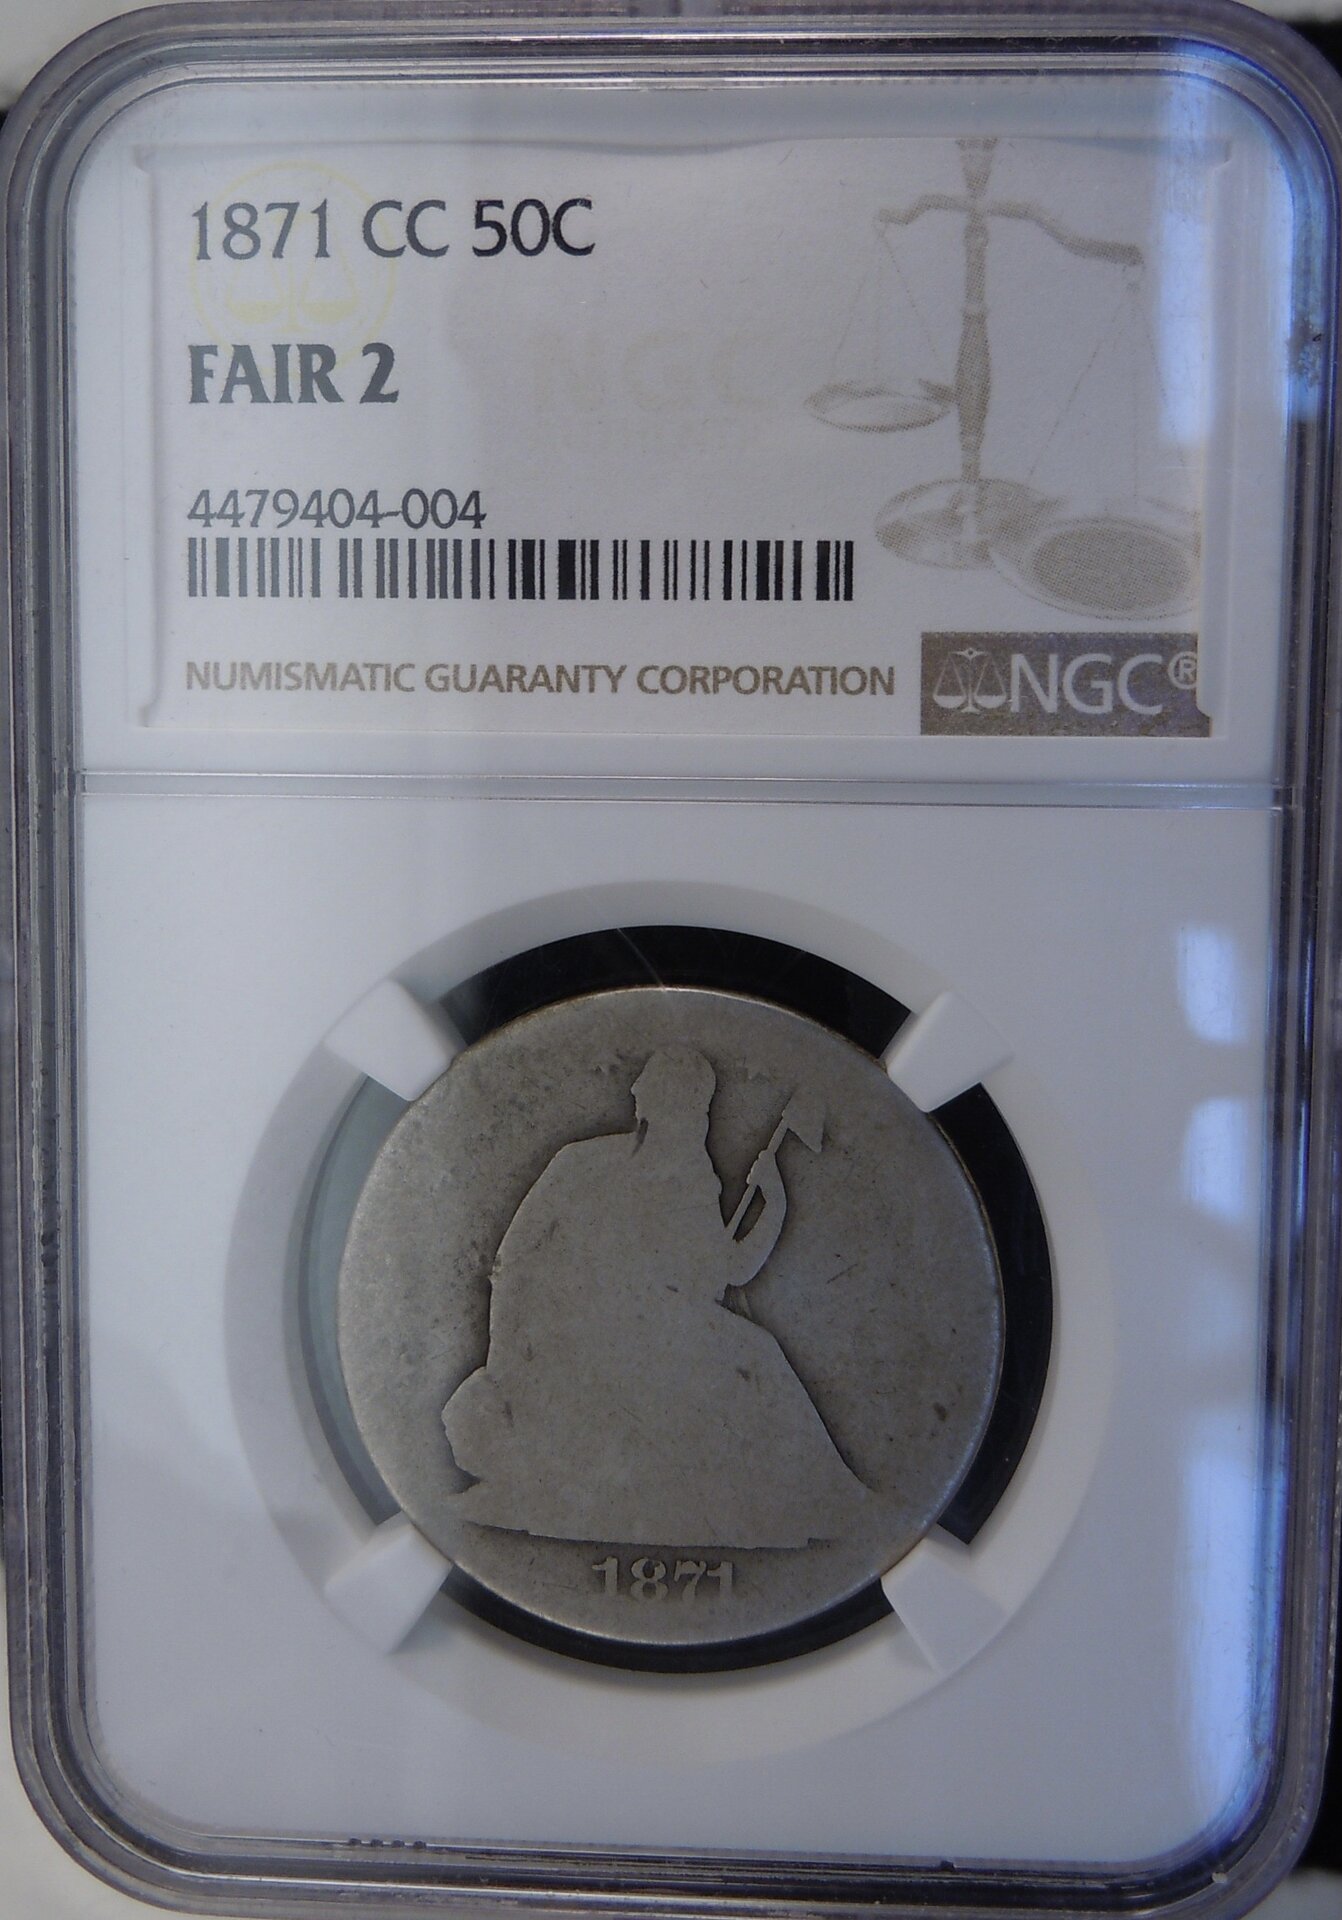 1871 CC 50C
FAIR 2
4479404-004
NUMISMATIC GUARANTY CORPORATION
NGC®
1871